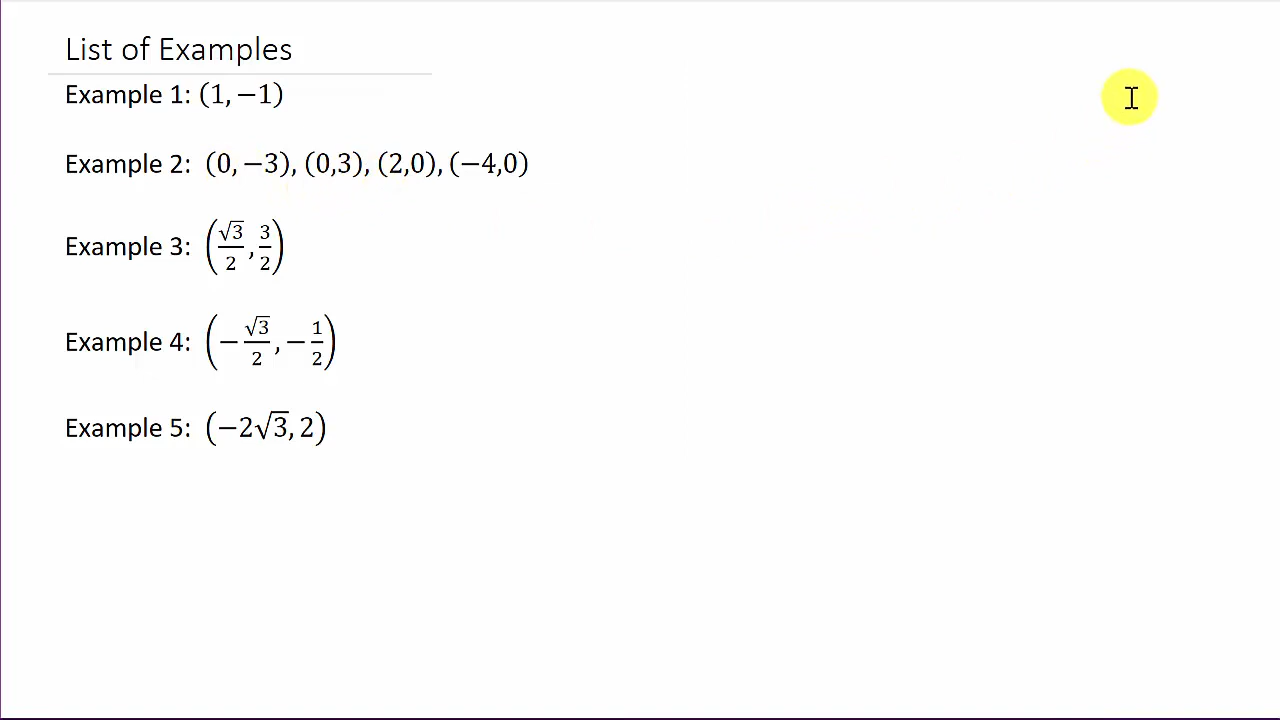 List of Examples
Example 1: (1, −1)
Example 2: (0, −3), (0,3), (2,0), (−4,0)
Example 3: (√3/2, 3/2)
Example 4: (−√3/2, −1/2)
Example 5: (−2√3, 2)